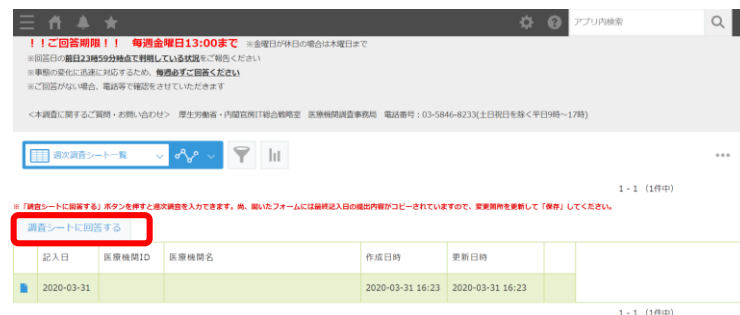 アプリ内検索
！！ご回答期限！！ 毎週金曜日13:00まで ※金曜日が休日の場合は木曜日まで
※回答日の前日23時59分時点で判明している状況をご報告ください
※事態の変化に迅速に対応するため、毎週必ずご回答ください
※ご回答がない場合、電話等で確認をさせていただきます
<本調査に関するご質問・お問い合わせ> 厚生労働省・内閣官房IT総合戦略室 医療機関調査事務局 電話番号：03-5846-8233(土日祝日を除く平日9時～17時)
週次調査シート一覧
1 - 1 （1件中）
※「調査シートに回答する」ボタンを押すと週次調査を入力できます。尚、開いたフォームには最終記入日の提出内容がコピーされていますので、変更箇所を更新して「保存」してください。
調査シートに回答する
記入日 医療機関ID 医療機関名 作成日時 更新日時
2020-03-31 2020-03-31 16:23 2020-03-31 16:23
1 - 1 （1件中）